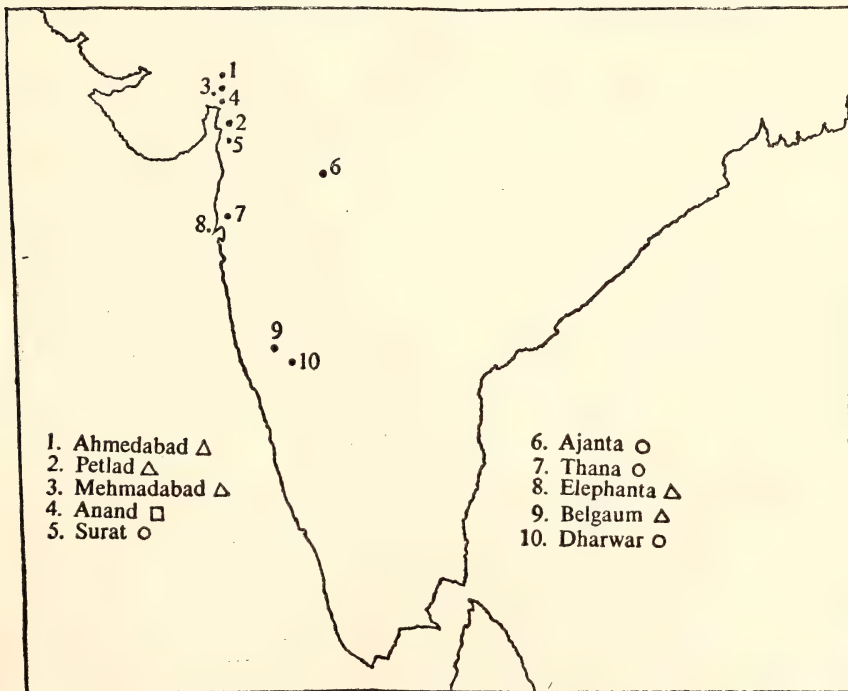 1
3
4
2
5
6
7
8.
9
10
1. Ahmedabad △
2. Petlad △
3. Mehmadabad △
4. Anand □
5. Surat ○
6. Ajanta ○
7. Thana ○
8. Elephanta △
9. Belgaum △
10. Dharwar ○